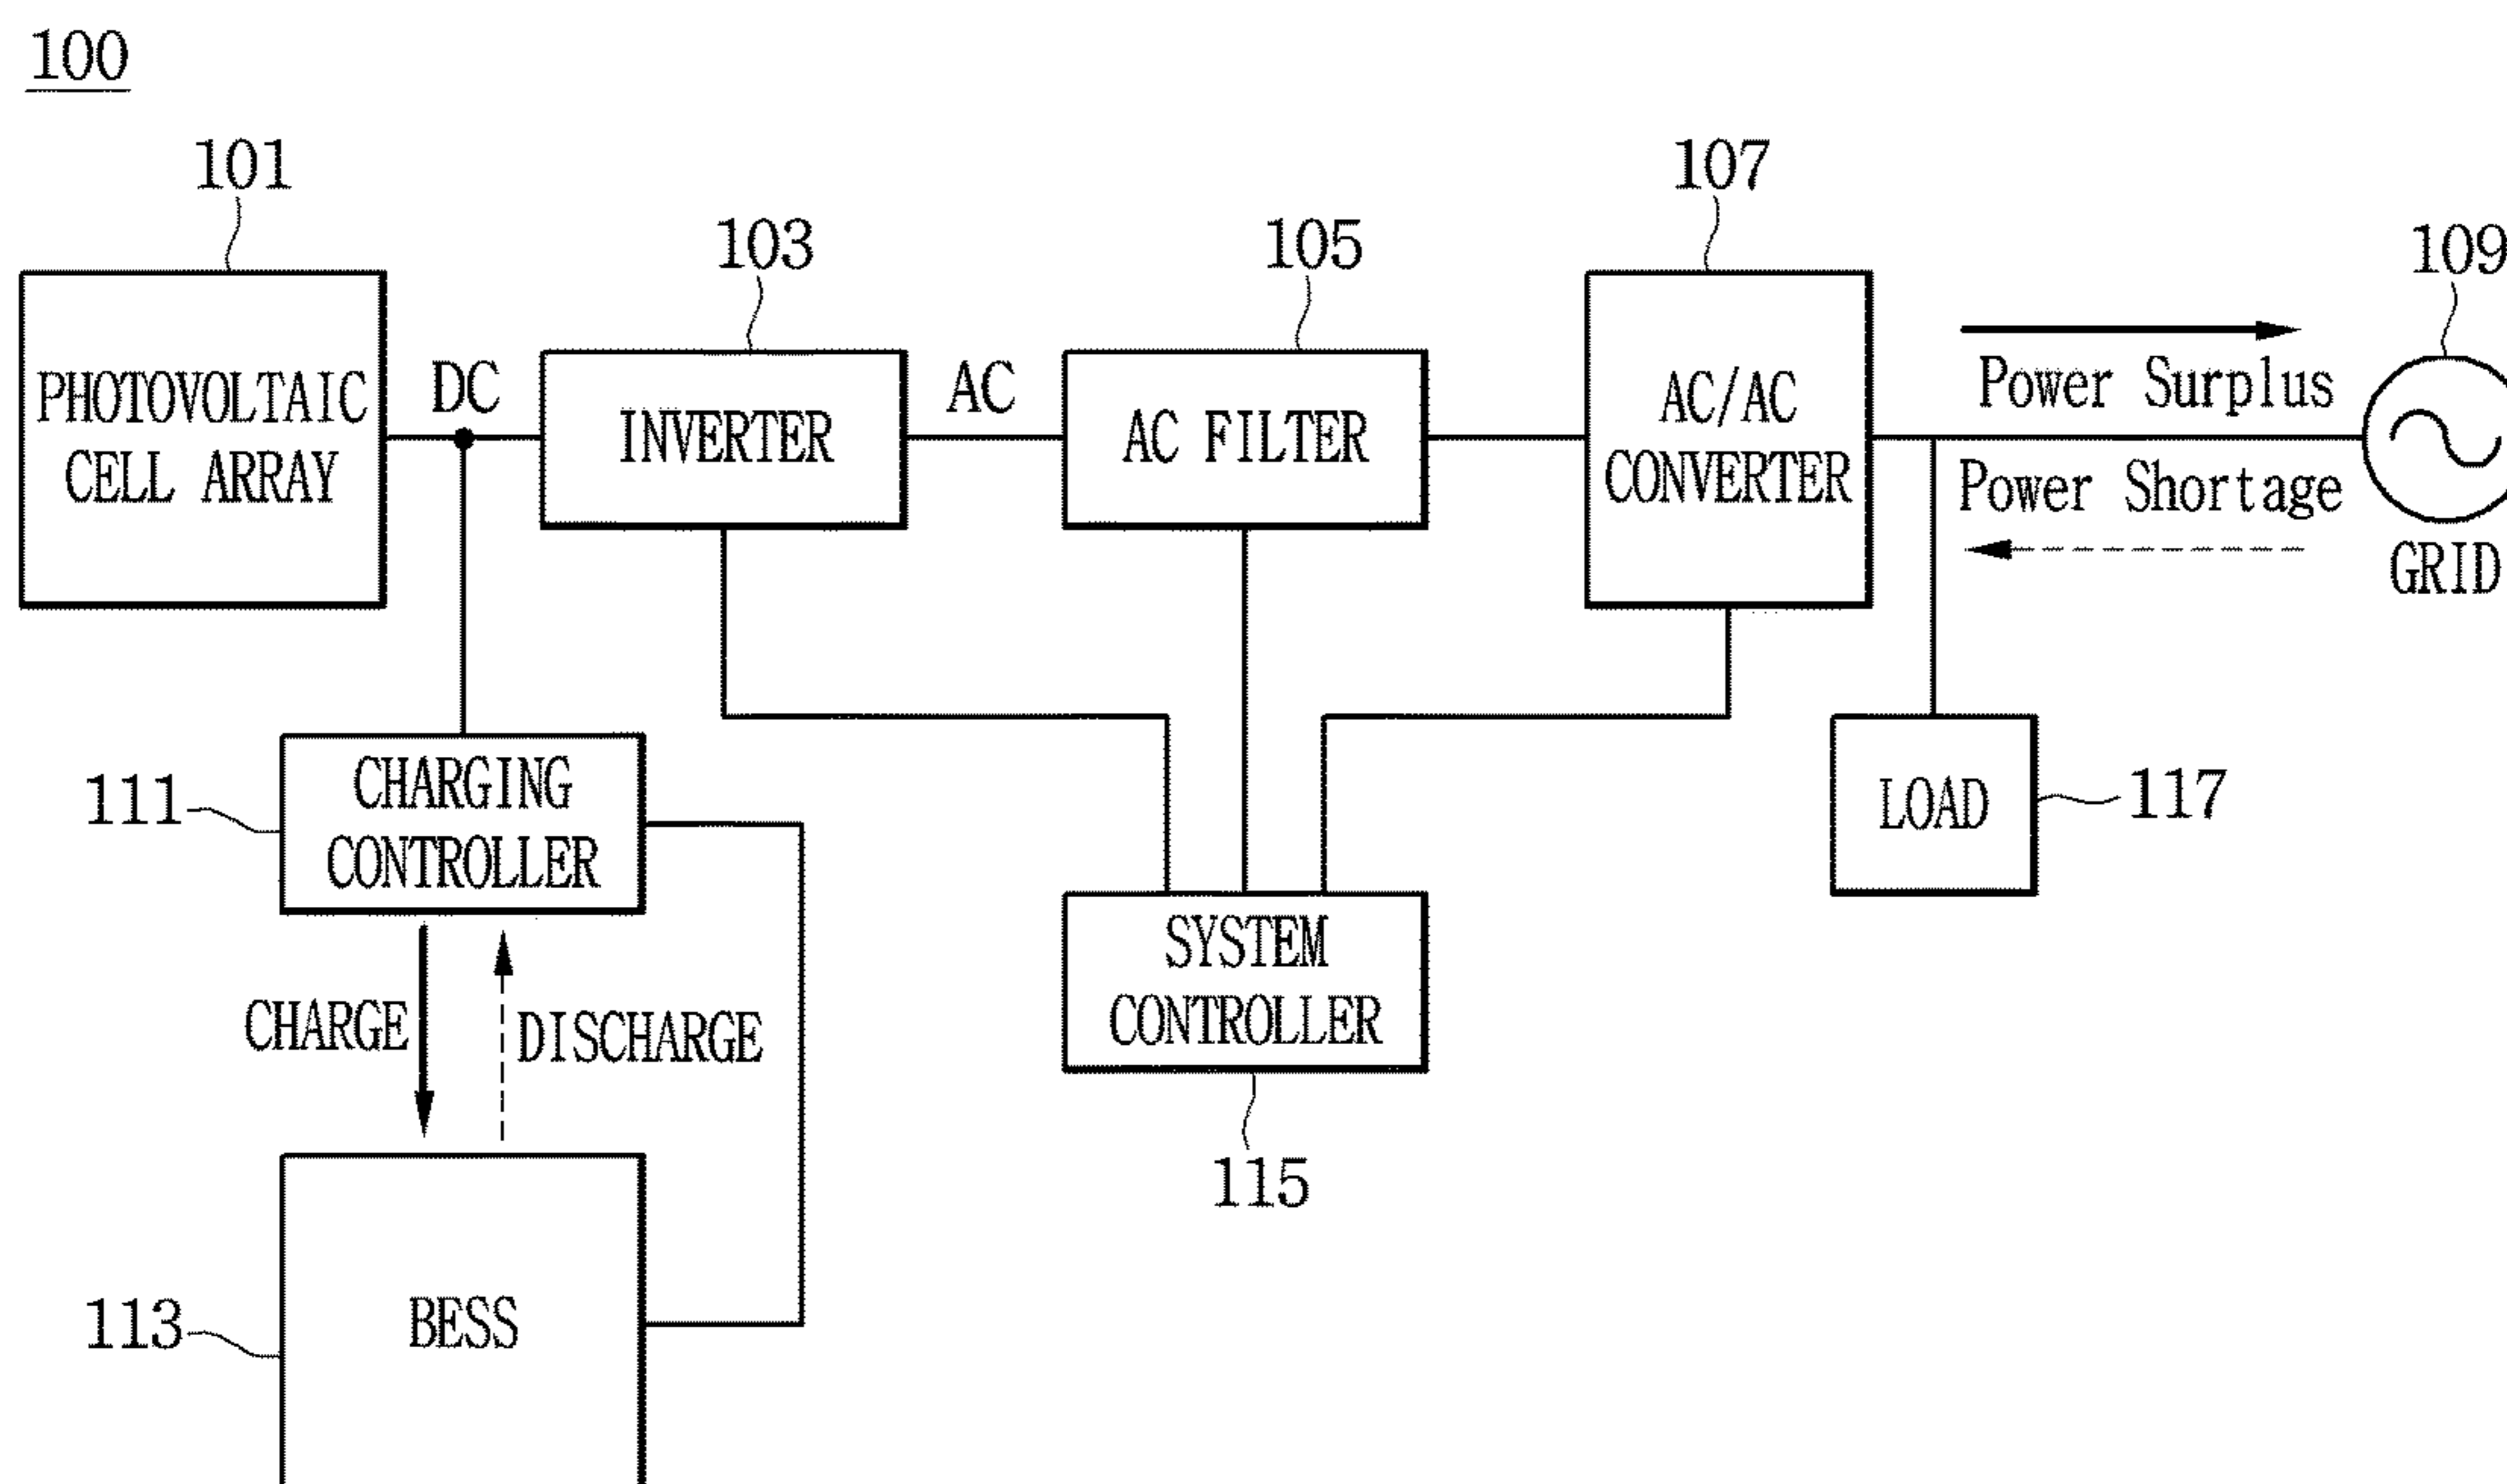 100
101
103
105
107
109
PHOTOVOLTAIC
CELL ARRAY
DC
INVERTER
AC
AC FILTER
AC/AC
CONVERTER
Power Surplus
Power Shortage
GRID
111
CHARGING
CONTROLLER
LOAD
117
CHARGE
DISCHARGE
SYSTEM
CONTROLLER
115
113
BESS